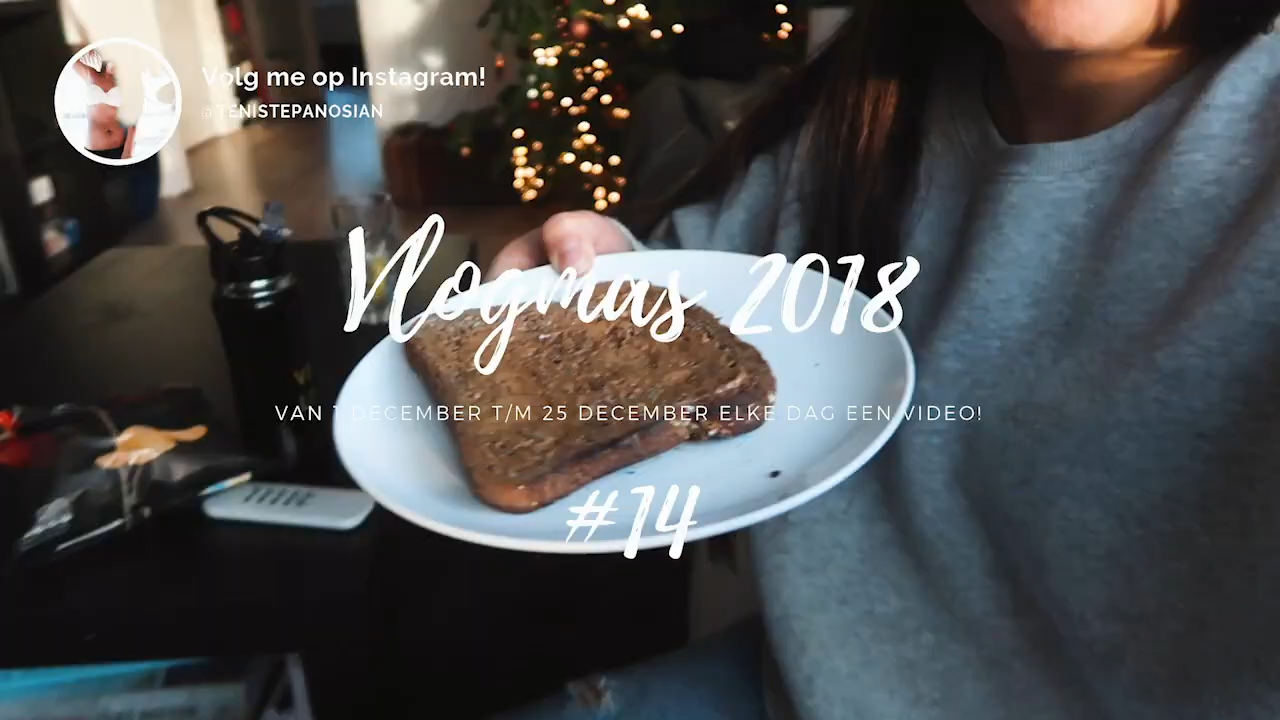 Volg me op Instagram!
@TENISTEPANOSIAN
Vlogmas 2018
VAN 1 DECEMBER T/M 25 DECEMBER ELKE DAG EEN VIDEO!
#14